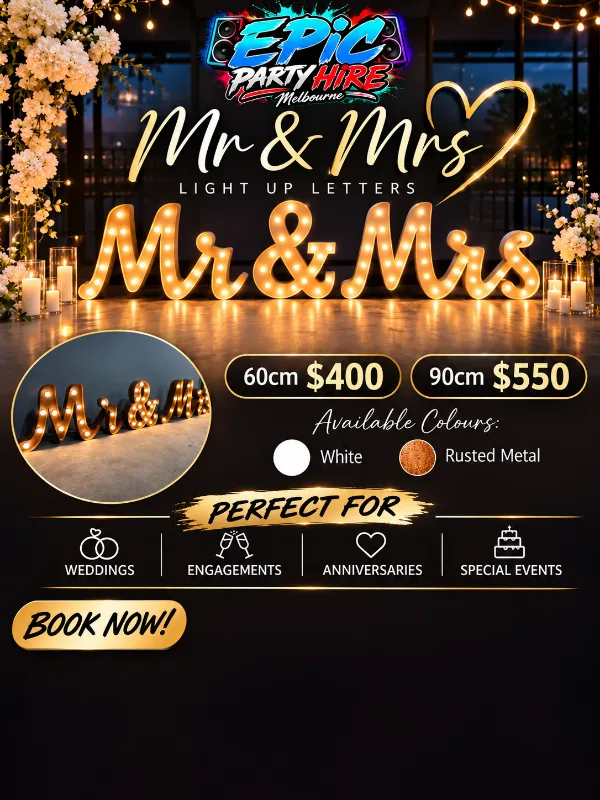 EPIC
PARTY HIRE
Melbourne
Mr & Mrs
LIGHT UP LETTERS
Mr & Mrs
Mr & Mrs
60cm $400
90cm $550
Available Colours:
White
Rusted Metal
PERFECT FOR
WEDDINGS
ENGAGEMENTS
ANNIVERSARIES
SPECIAL EVENTS
BOOK NOW!